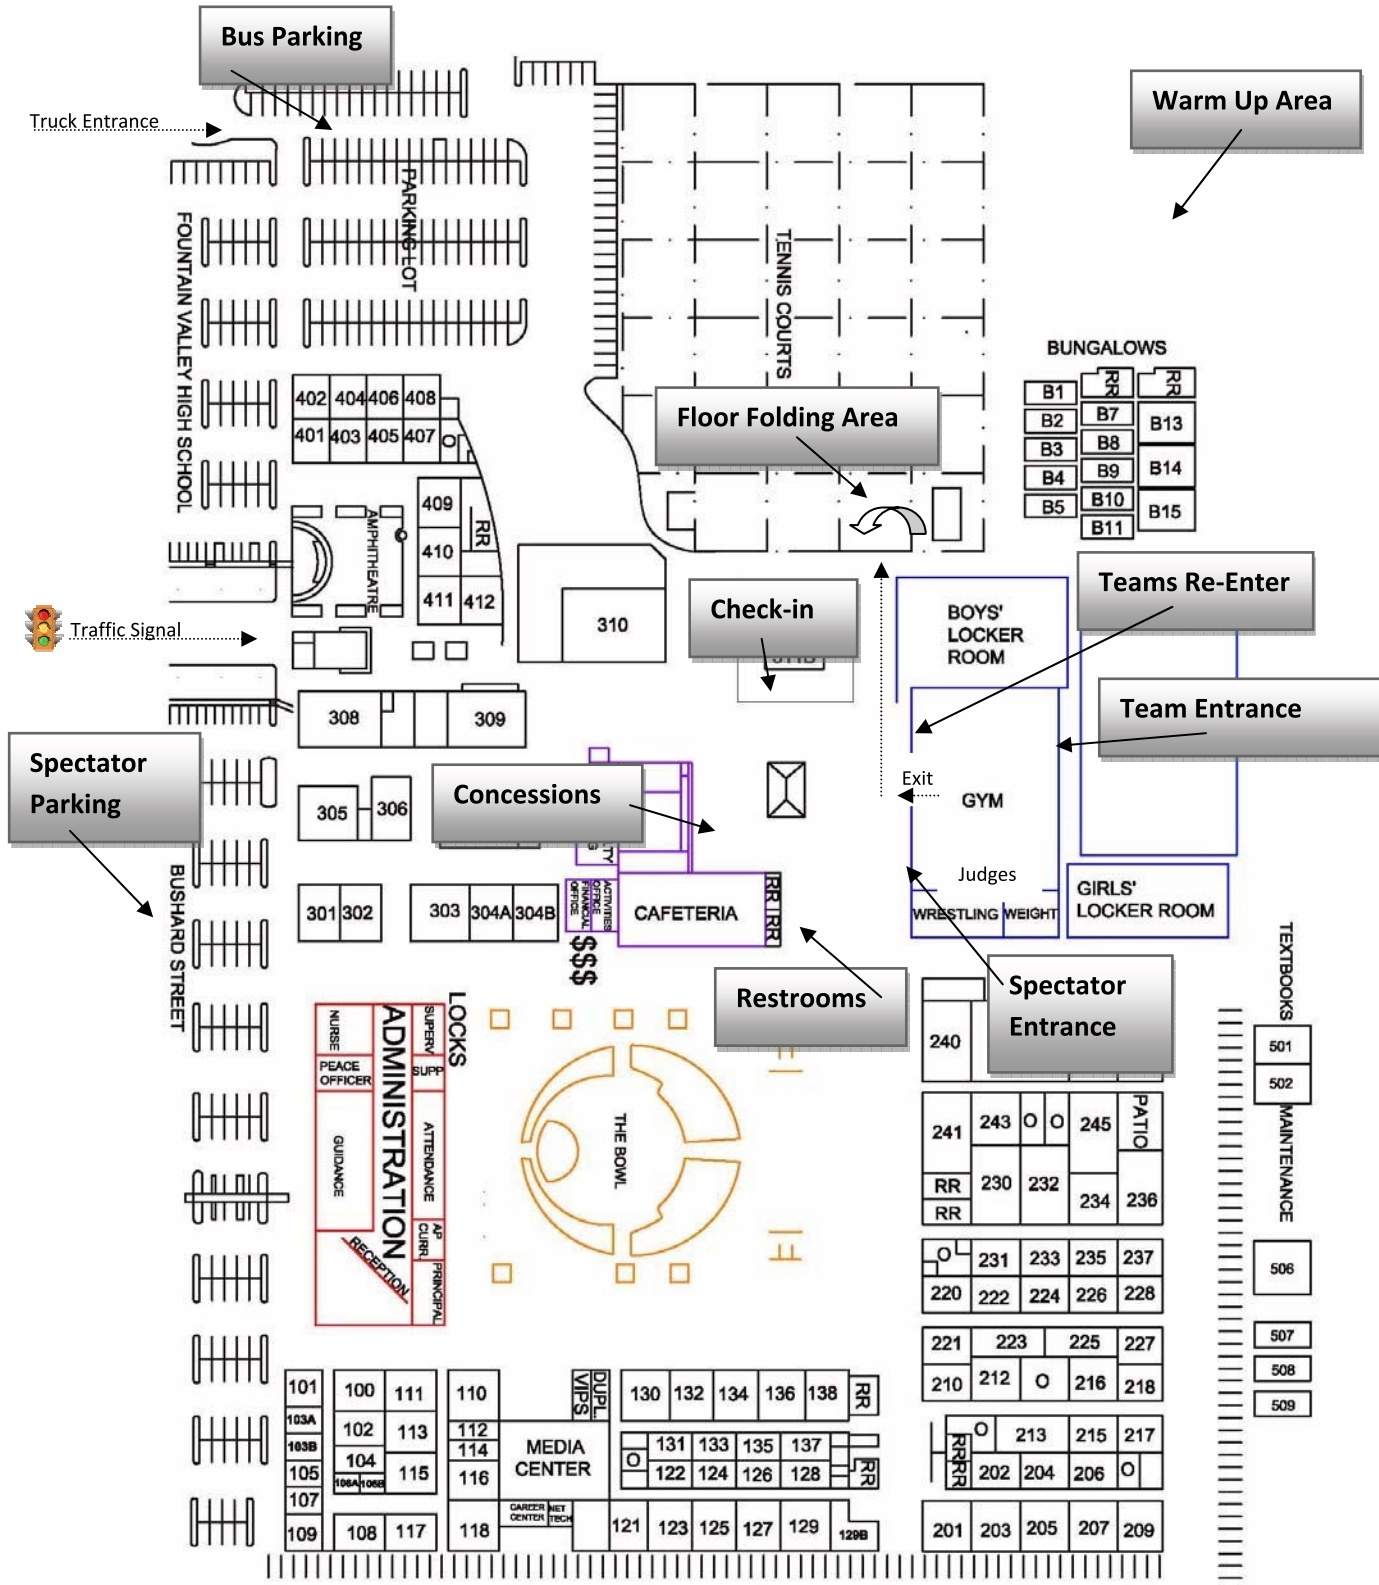 Bus Parking
Warm Up Area
Truck Entrance
PARKING LOT
FOUNTAIN VALLEY HIGH SCHOOL
TENNIS COURTS
BUNGALOWS
B1
B2
B3
B4
B5
RR
B7
B8
B9
B10
B11
RR
B13
B14
B15
402 404 406 408
401 403 405 407 O
Floor Folding Area
409
410
411 412
RR
AMPHITHEATRE
310
Traffic Signal
Check-in
BOYS'
LOCKER
ROOM
Teams Re-Enter
Team Entrance
308
309
Spectator
Parking
305
306
Concessions
Exit
GYM
Judges
WRESTLING WEIGHT
GIRLS'
LOCKER ROOM
BUSHARD STREET
301 302
303 304A 304B
FINANCIAL
OFFICE
ACTIVITIES
OFFICE
$$$
CAFETERIA
RR RR
Restrooms
Spectator
Entrance
TEXTBOOKS
501
502
MAINTENANCE
506
507
508
509
LOCKS
ADMINISTRATION
NURSE
PEACE
OFFICER
GUIDANCE
RECEPTION
SUPERV
SUPP
ATTENDANCE
AP
CURR.
PRINCIPAL
THE BOWL
240
241
RR
RR
243 O O 245 PATIO
230 232 234 236
O 231 233 235 237
220 222 224 226 228
221 223 225 227
210 212 O 216 218
O 213 215 217
RRRR 202 204 206 O
201 203 205 207 209
101
103A
103B
105
107
109
100
102
104
106A 106B
108
111
113
115
117
110
112
114
116
118
VIPS
DUPL.
MEDIA
CENTER
CAREER
CENTER
NET
TECH
130 132 134 136 138 RR
O 131 133 135 137
122 124 126 128 RR
121 123 125 127 129 129B